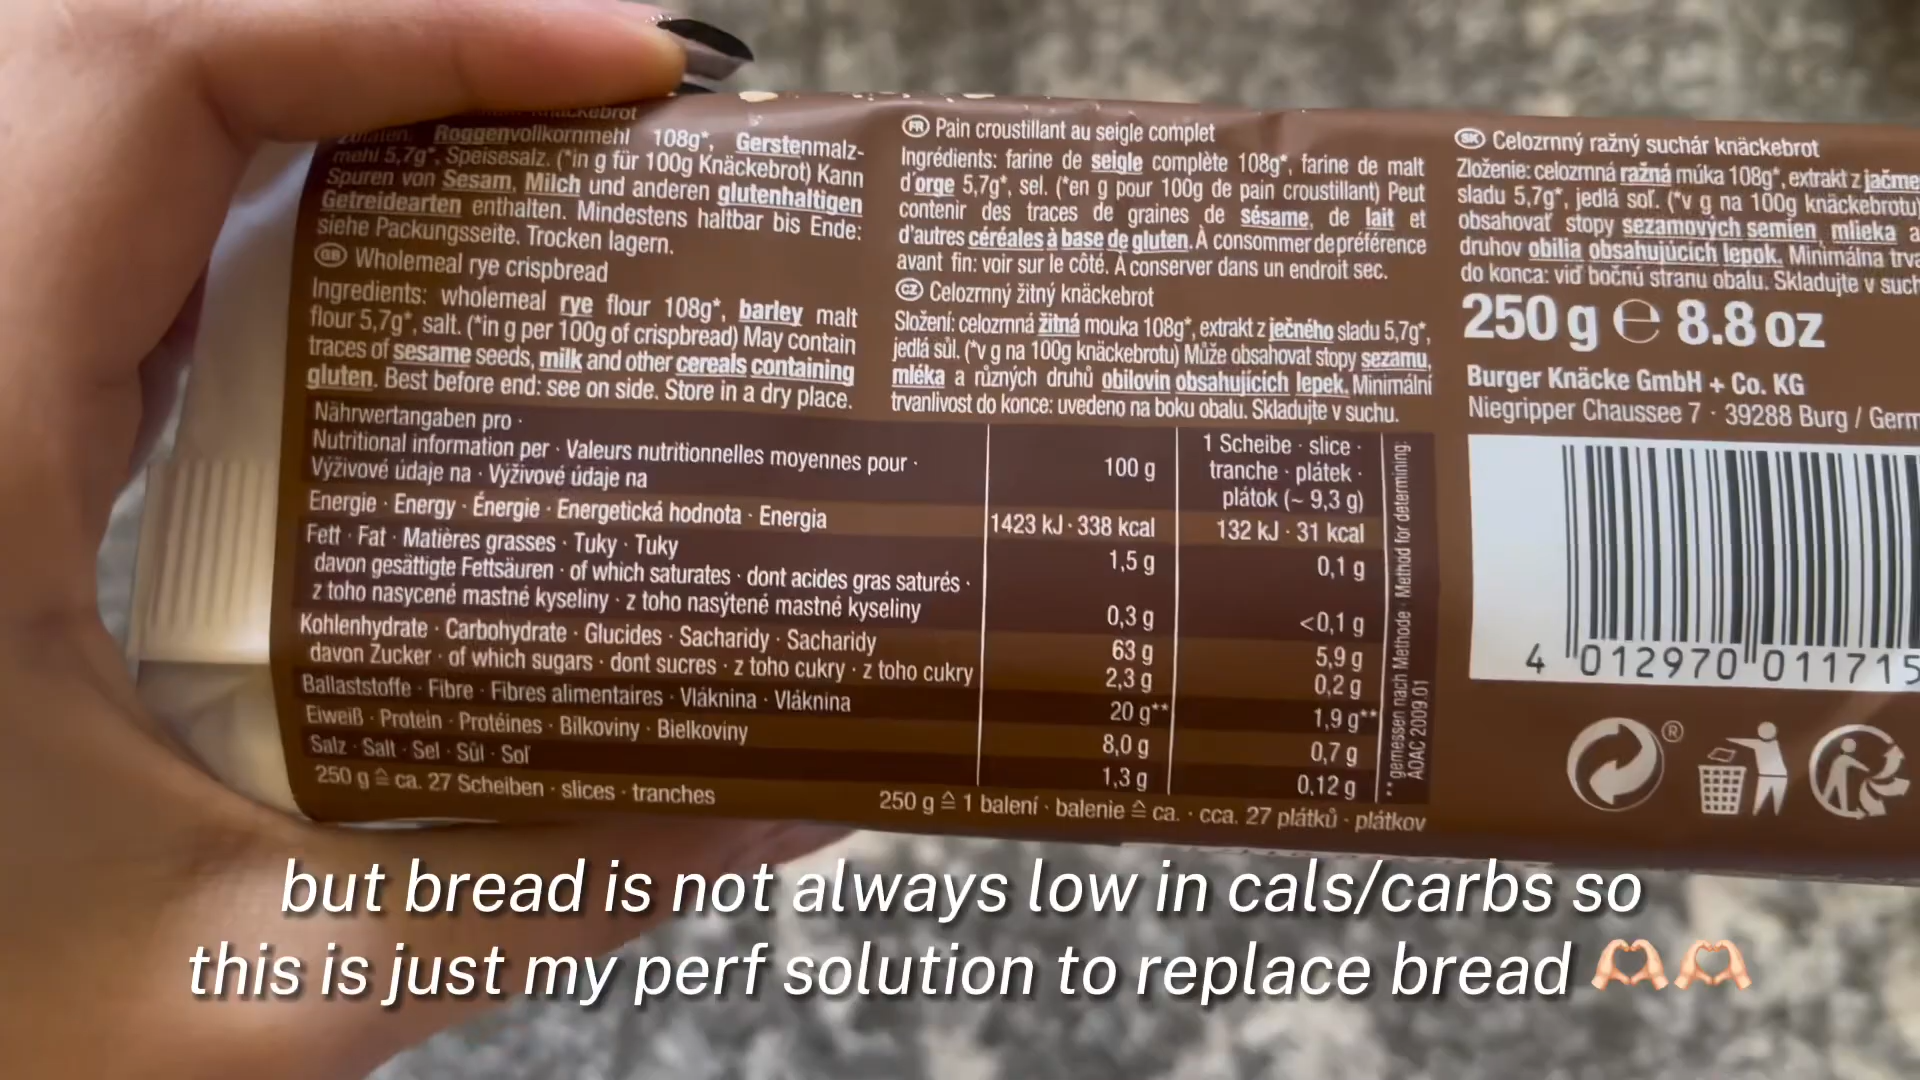 Roggenvollkornmehl 108g*, Gerstenmalz-
mehl 5,7g*, Speisesalz. (*in g für 100g Knäckebrot) Kann
Spuren von Sesam, Milch und anderen glutenhaltigen
Getreidearten enthalten. Mindestens haltbar bis Ende:
siehe Packungsseite. Trocken lagern.
GB Wholemeal rye crispbread
Ingredients: wholemeal rye flour 108g*, barley malt
flour 5,7g*, salt. (*in g per 100g of crispbread) May contain
traces of sesame seeds, milk and other cereals containing
gluten. Best before end: see on side. Store in a dry place.
FR Pain croustillant au seigle complet
Ingrédients: farine de seigle complète 108g*, farine de malt
d'orge 5,7g*, sel. (*en g pour 100g de pain croustillant) Peut
contenir des traces de graines de sésame, de lait et
d'autres céréales à base de gluten. À consommer de préférence
avant fin: voir sur le côté. À conserver dans un endroit sec.
CZ Celozrnný žitný knäckebrot
Složení: celozrnná žitná mouka 108g*, extrakt z ječného sladu 5,7g*,
jedlá sůl. (*v g na 100g knäckebrotu) Může obsahovat stopy sezamu,
mléka a různých druhů obilovin obsahujících lepek. Minimální
trvanlivost do konce: uvedeno na boku obalu. Skladujte v suchu.
SK Celozrnný ražný suchár knäckebrot
Zloženie: celozrnná ražná múka 108g*, extrakt z jačme
sladu 5,7g*, jedlá soľ. (*v g na 100g knäckebrotu)
obsahovať stopy sezamových semien, mlieka a
druhov obilia obsahujúcich lepok. Minimálna trva
do konca: viď bočnú stranu obalu. Skladujte v such
250 g ℮ 8.8 oz
Burger Knäcke GmbH + Co. KG
Niegripper Chaussee 7 · 39288 Burg / Germ
Nährwertangaben pro ·
Nutritional information per · Valeurs nutritionnelles moyennes pour ·
Výživové údaje na · Výživové údaje na
100 g
1 Scheibe · slice ·
tranche · plátek ·
plátok (~ 9,3 g)
Energie · Energy · Énergie · Energetická hodnota · Energia 1423 kJ · 338 kcal 132 kJ · 31 kcal
Fett · Fat · Matières grasses · Tuky · Tuky 1,5 g 0,1 g
davon gesättigte Fettsäuren · of which saturates · dont acides gras saturés ·
z toho nasycené mastné kyseliny · z toho nasýtené mastné kyseliny 0,3 g <0,1 g
Kohlenhydrate · Carbohydrate · Glucides · Sacharidy · Sacharidy 63 g 5,9 g
davon Zucker · of which sugars · dont sucres · z toho cukry · z toho cukry 2,3 g 0,2 g
Ballaststoffe · Fibre · Fibres alimentaires · Vláknina · Vláknina 20 g** 1,9 g**
Eiweiß · Protein · Protéines · Bílkoviny · Bielkoviny 8,0 g 0,7 g
Salz · Salt · Sel · Sůl · Soľ 1,3 g 0,12 g
250 g ≙ ca. 27 Scheiben · slices · tranches
250 g ≙ 1 balení · balenie ≙ ca. · cca. 27 plátků · plátkov
gemessen nach Methode · Method for determining:
AOAC 2009.01
4 012970 011715
®
but bread is not always low in cals/carbs so
this is just my perf solution to replace bread 🫶🏻🫶🏻